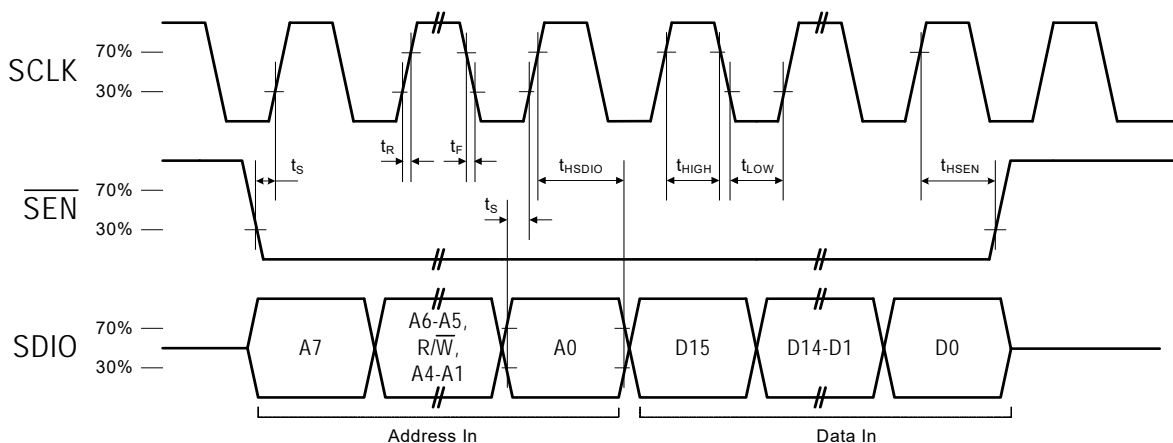 SCLK
70%
30%
tS
tR
tF
tHSDIO
tHIGH
tLOW
tHSEN
SEN
70%
30%
tS
SDIO
70%
30%
A7
A6-A5,
R/W,
A4-A1
A0
D15
D14-D1
D0
Address In
Data In